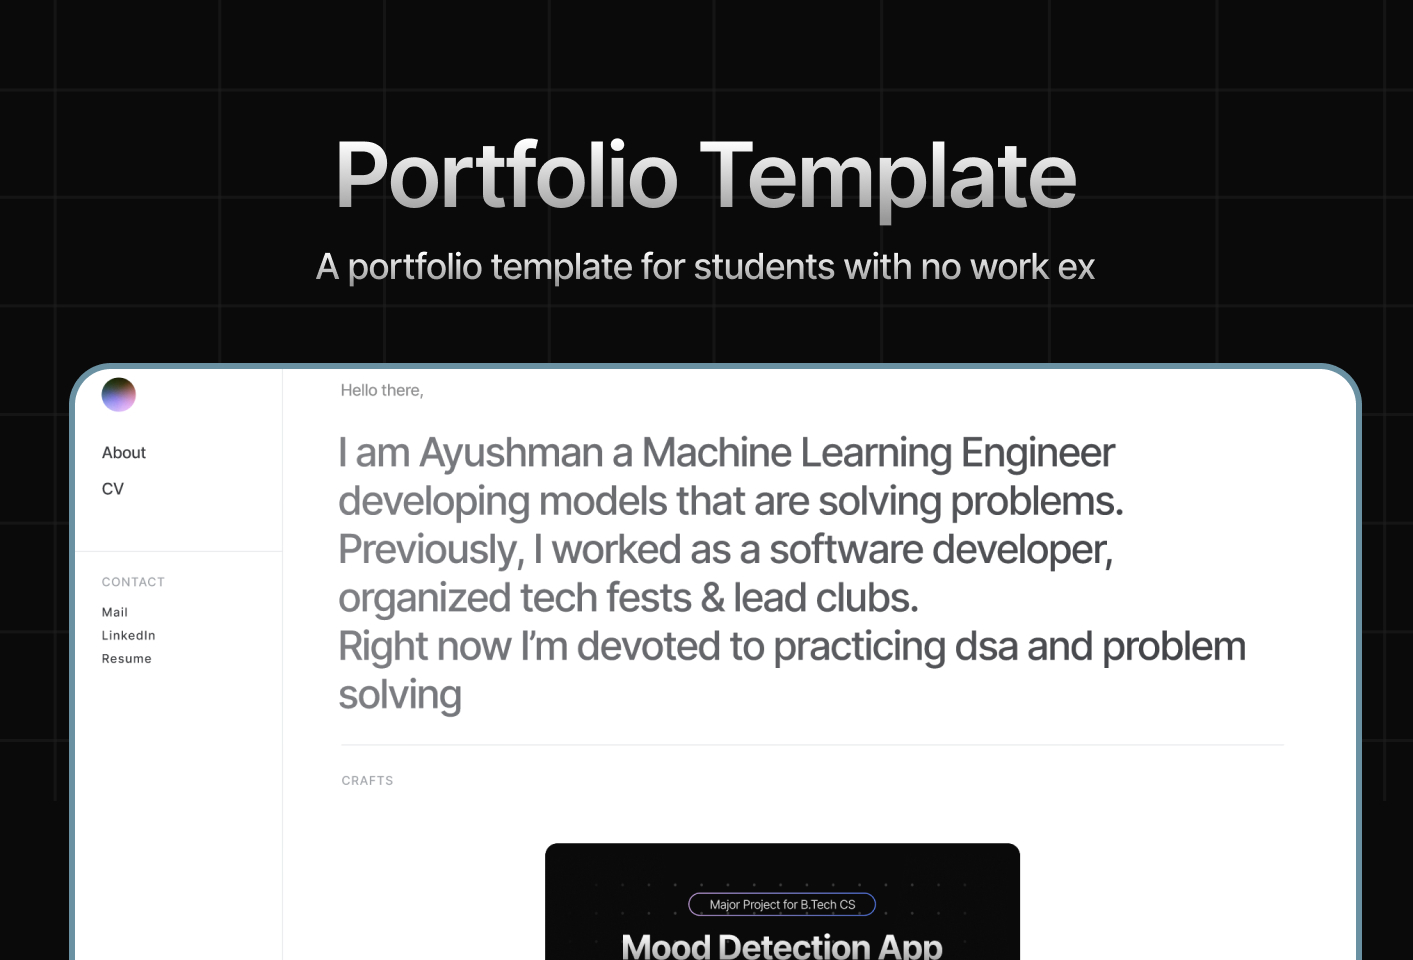 Portfolio Template
A portfolio template for students with no work ex
About
CV
CONTACT
Mail
LinkedIn
Resume
Hello there,
I am Ayushman a Machine Learning Engineer
developing models that are solving problems.
Previously, I worked as a software developer,
organized tech fests & lead clubs.
Right now I’m devoted to practicing dsa and problem
solving
CRAFTS
Major Project for B.Tech CS
Mood Detection App